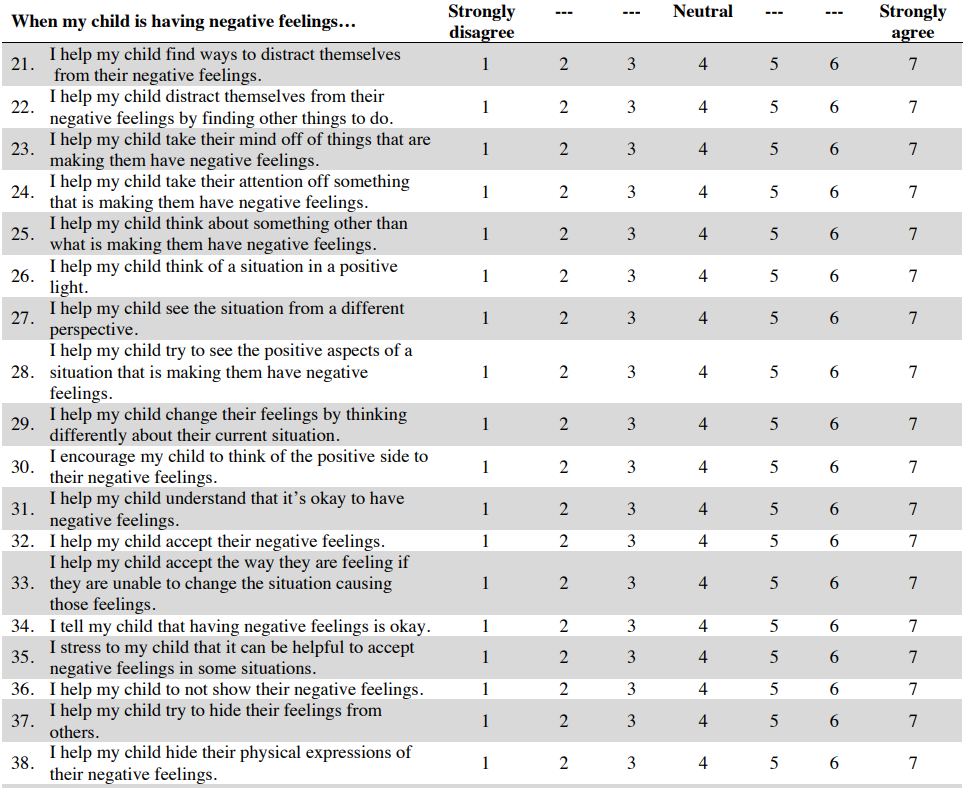 When my child is having negative feelings… Strongly disagree --- --- Neutral --- --- Strongly agree
21. I help my child find ways to distract themselves
from their negative feelings. 1 2 3 4 5 6 7
22. I help my child distract themselves from their
negative feelings by finding other things to do. 1 2 3 4 5 6 7
23. I help my child take their mind off of things that are
making them have negative feelings. 1 2 3 4 5 6 7
24. I help my child take their attention off something
that is making them have negative feelings. 1 2 3 4 5 6 7
25. I help my child think about something other than
what is making them have negative feelings. 1 2 3 4 5 6 7
26. I help my child think of a situation in a positive
light. 1 2 3 4 5 6 7
27. I help my child see the situation from a different
perspective. 1 2 3 4 5 6 7
28. I help my child try to see the positive aspects of a
situation that is making them have negative
feelings. 1 2 3 4 5 6 7
29. I help my child change their feelings by thinking
differently about their current situation. 1 2 3 4 5 6 7
30. I encourage my child to think of the positive side to
their negative feelings. 1 2 3 4 5 6 7
31. I help my child understand that it’s okay to have
negative feelings. 1 2 3 4 5 6 7
32. I help my child accept their negative feelings. 1 2 3 4 5 6 7
33. I help my child accept the way they are feeling if
they are unable to change the situation causing
those feelings. 1 2 3 4 5 6 7
34. I tell my child that having negative feelings is okay. 1 2 3 4 5 6 7
35. I stress to my child that it can be helpful to accept
negative feelings in some situations. 1 2 3 4 5 6 7
36. I help my child to not show their negative feelings. 1 2 3 4 5 6 7
37. I help my child try to hide their feelings from
others. 1 2 3 4 5 6 7
38. I help my child hide their physical expressions of
their negative feelings. 1 2 3 4 5 6 7